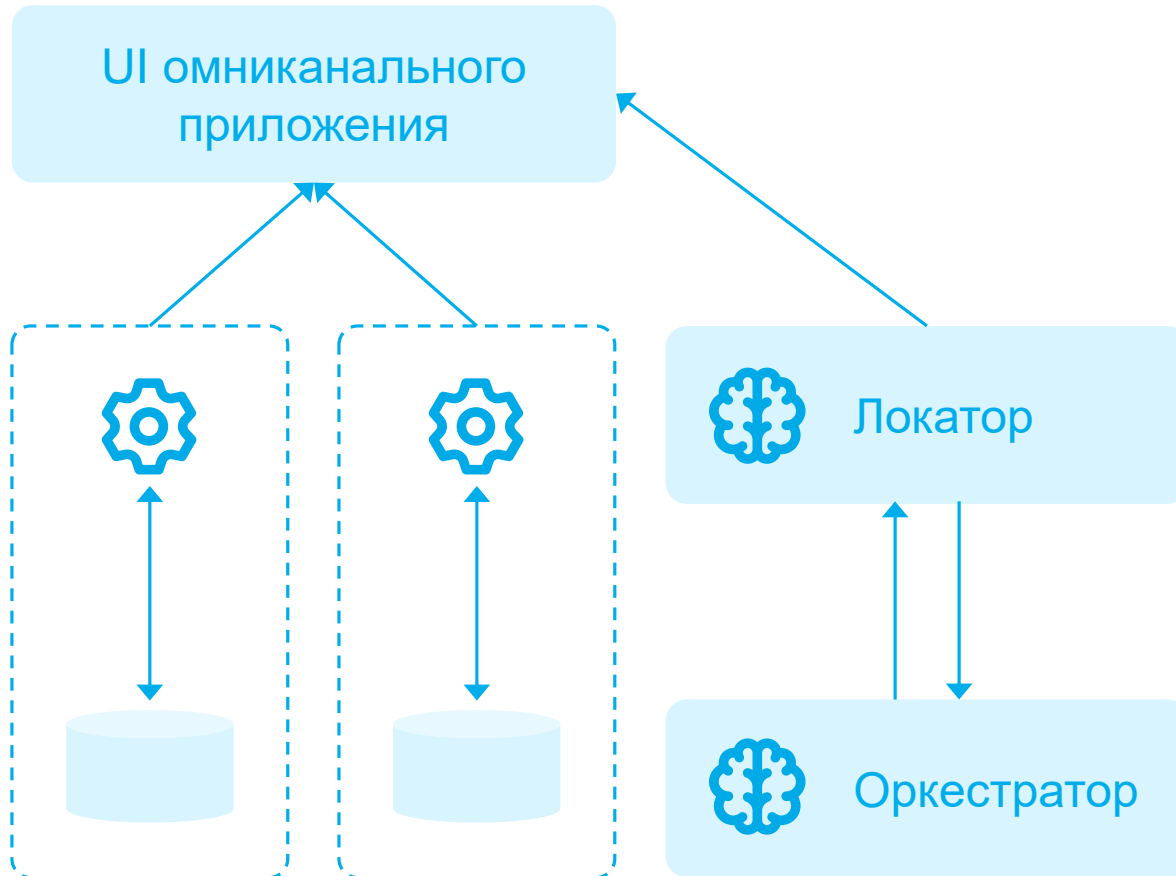 UI омниканального
приложения
Локатор
Оркестратор